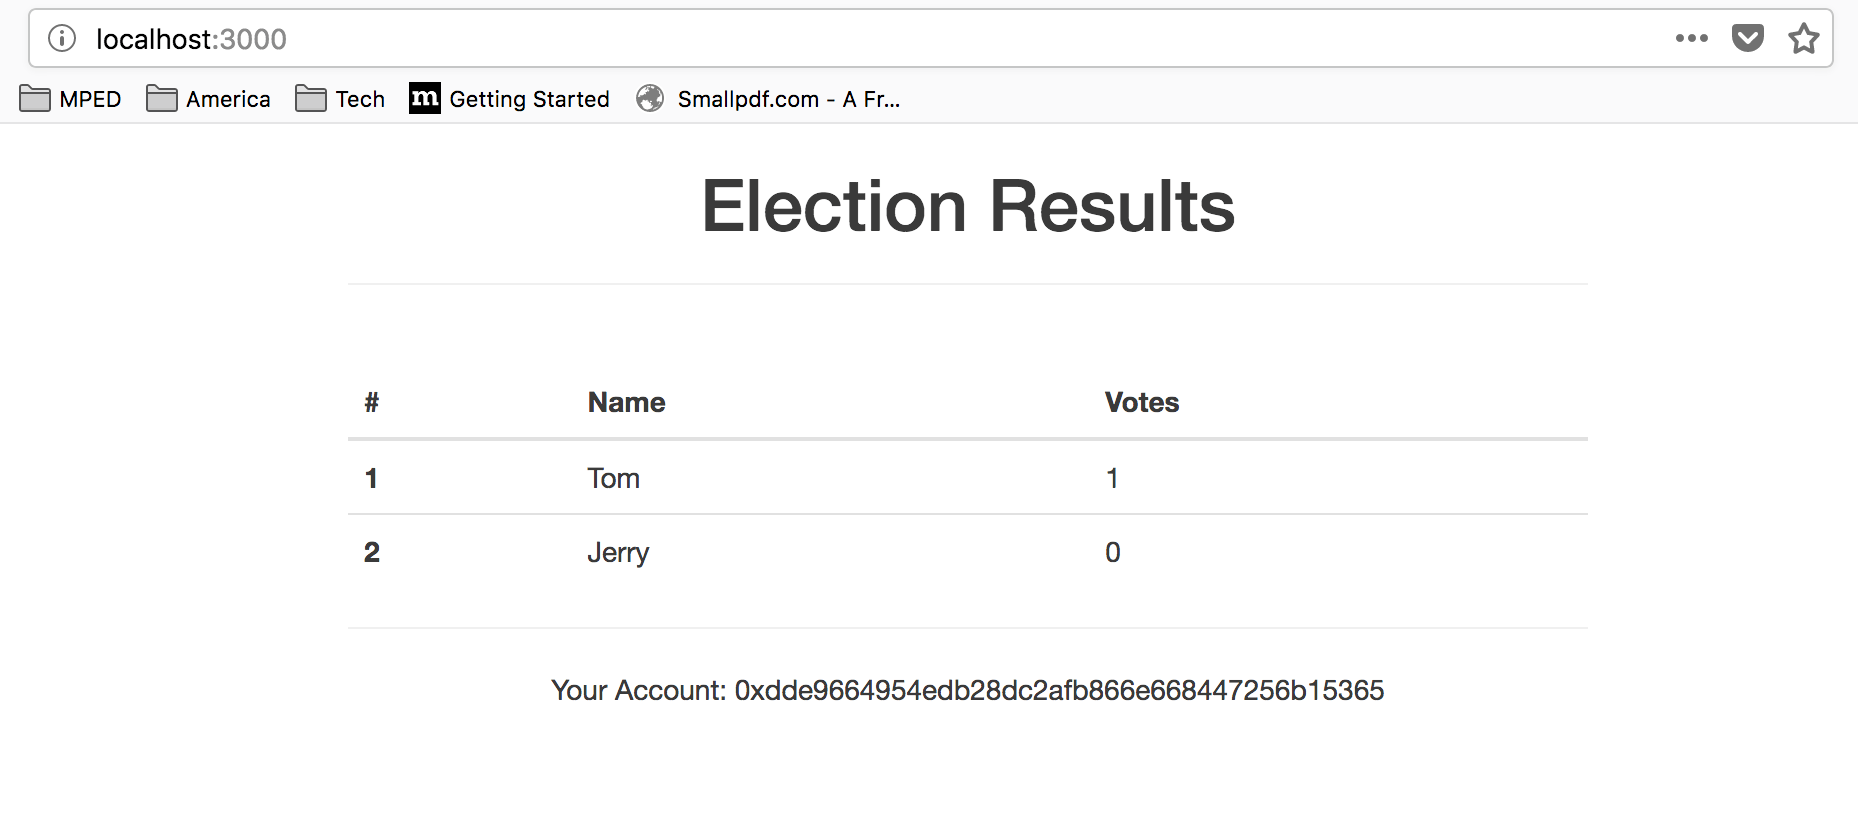 localhost:3000
MPED America Tech m Getting Started Smallpdf.com - A Fr...
Election Results
# Name Votes
1 Tom 1
2 Jerry 0
Your Account: 0xdde9664954edb28dc2afb866e668447256b15365